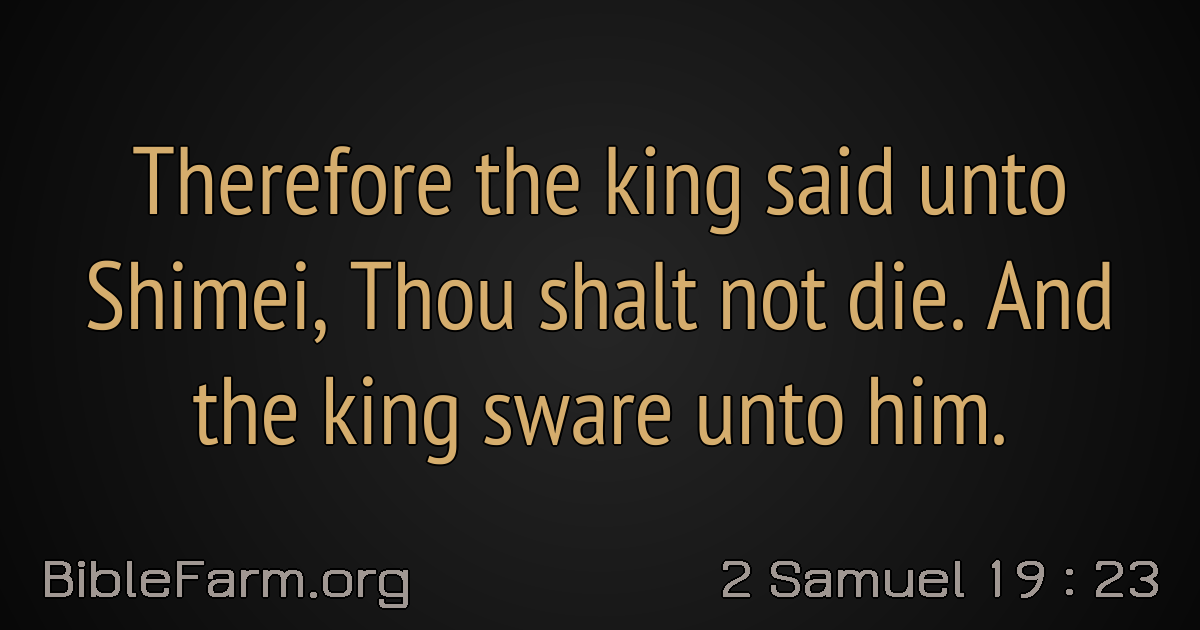 Therefore the king said unto
Shimei, Thou shalt not die. And
the king sware unto him.
BibleFarm.org
2 Samuel 19 : 23